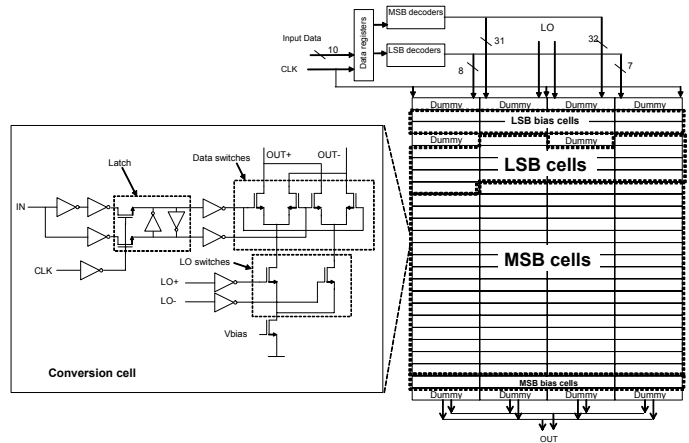 MSB decoders
LO
Input Data
Data registers
31
32
10
LSB decoders
CLK
8
7
Dummy Dummy Dummy Dummy
LSB bias cells
Dummy Dummy
LSB cells
MSB cells
MSB bias cells
Dummy Dummy Dummy Dummy
OUT
OUT+ OUT-
Latch
Data switches
IN
LO switches
CLK
LO+
LO-
Vbias
Conversion cell